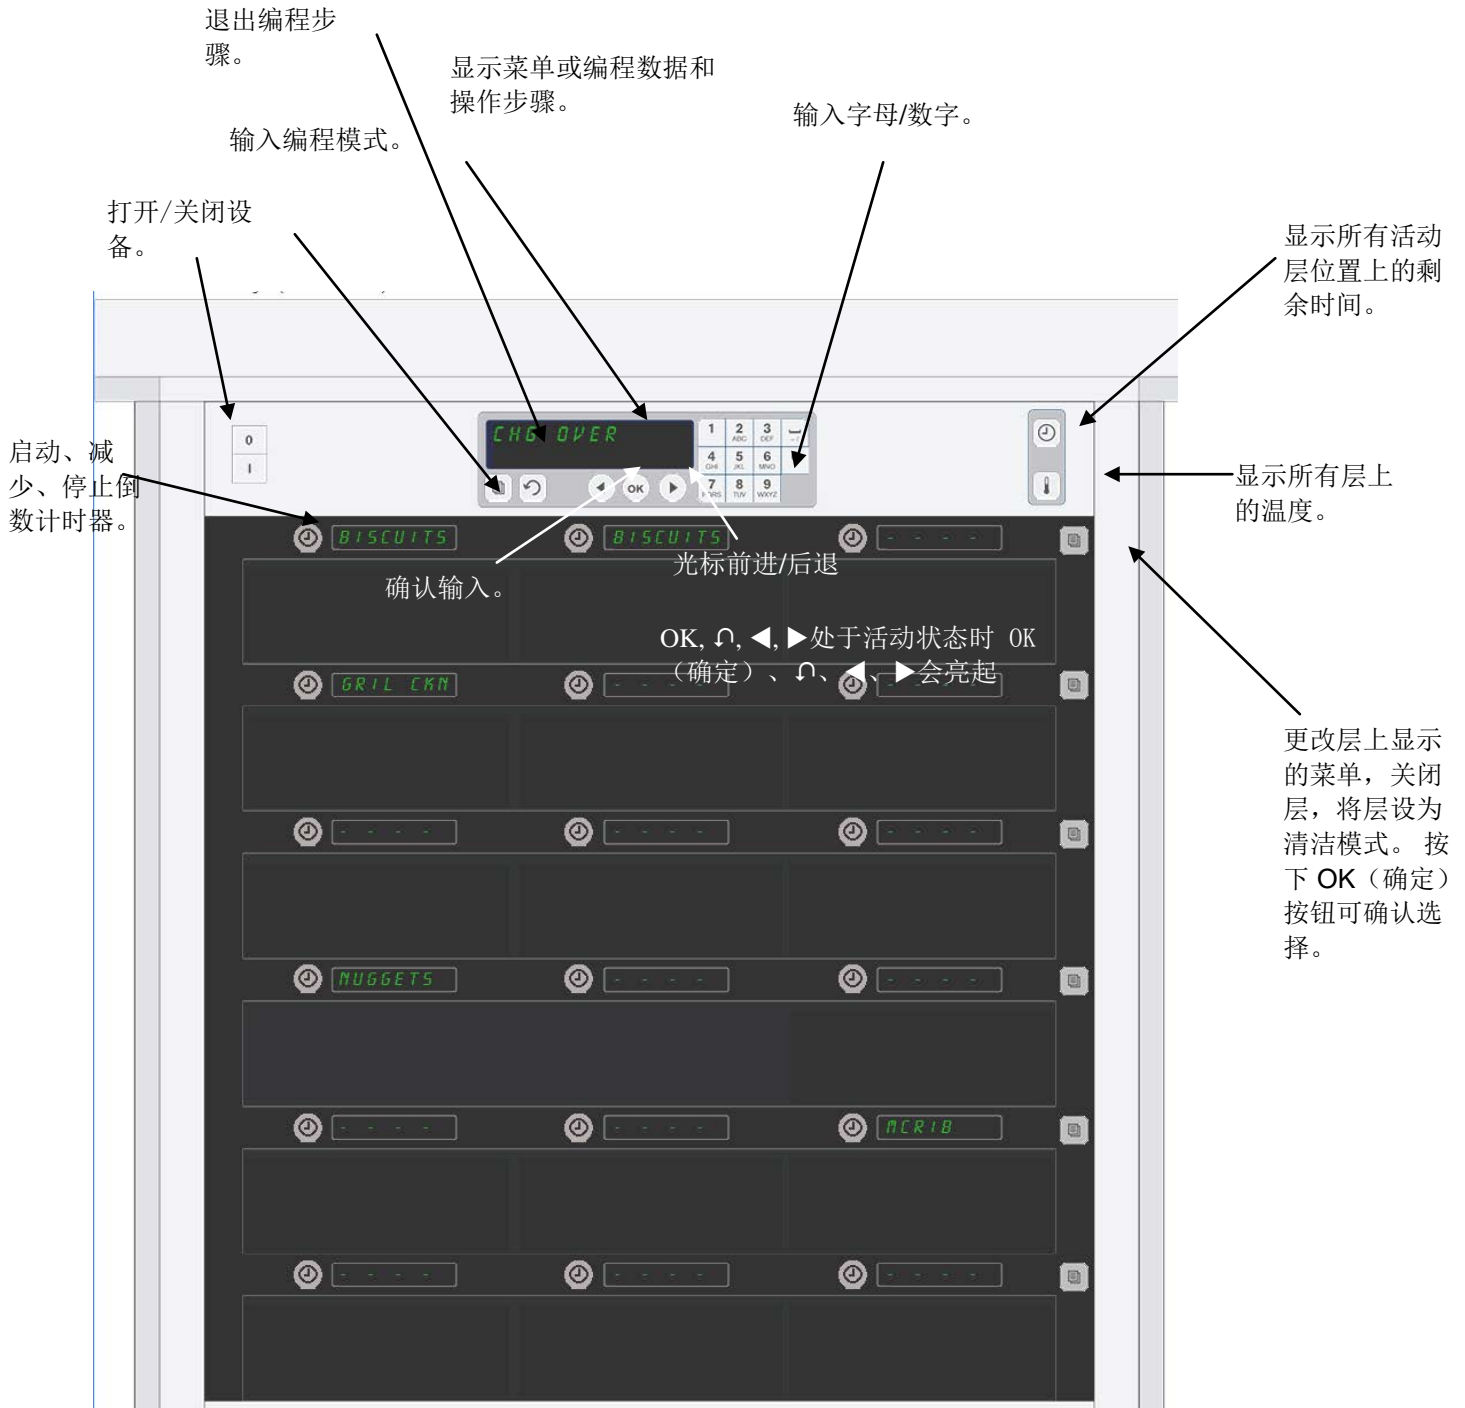 退出编程步
骤。
显示菜单或编程数据和
操作步骤。
输入字母/数字。
输入编程模式。
打开/关闭设
备。
显示所有活动
层位置上的剩
余时间。
0
I
CHG OVER
1
2
ABC
3
DEF
4
GHI
5
JKL
6
MNO
7
8
TUV
9
WXYZ
OK
启动、减
少、停止倒
数计时器。
显示所有层上
的温度。
BISCUITS
BISCUITS
- - - -
确认输入。
光标前进/后退
OK, ↶, ◀, ▶处于活动状态时 OK
（确定）、↶、◀、▶会亮起
GRIL CKN
- - - -
- - - -
更改层上显示
的菜单，关闭
层，将层设为
清洁模式。 按
下 OK（确定）
按钮可确认选
择。
- - - -
- - - -
- - - -
NUGGETS
- - - -
- - - -
- - - -
- - - -
MCRIB
- - - -
- - - -
- - - -